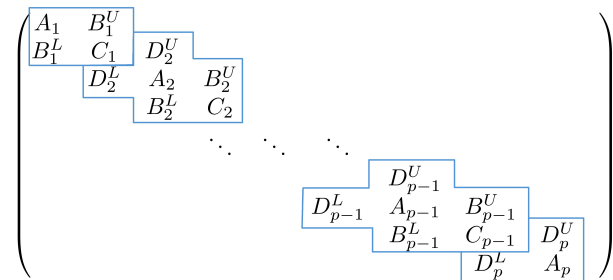 A_1 B_1^U
B_1^L C_1 D_2^U
D_2^L A_2 B_2^U
B_2^L C_2
⋱ ⋱ ⋱
D_{p-1}^U
D_{p-1}^L A_{p-1} B_{p-1}^U
B_{p-1}^L C_{p-1} D_p^U
D_p^L A_p